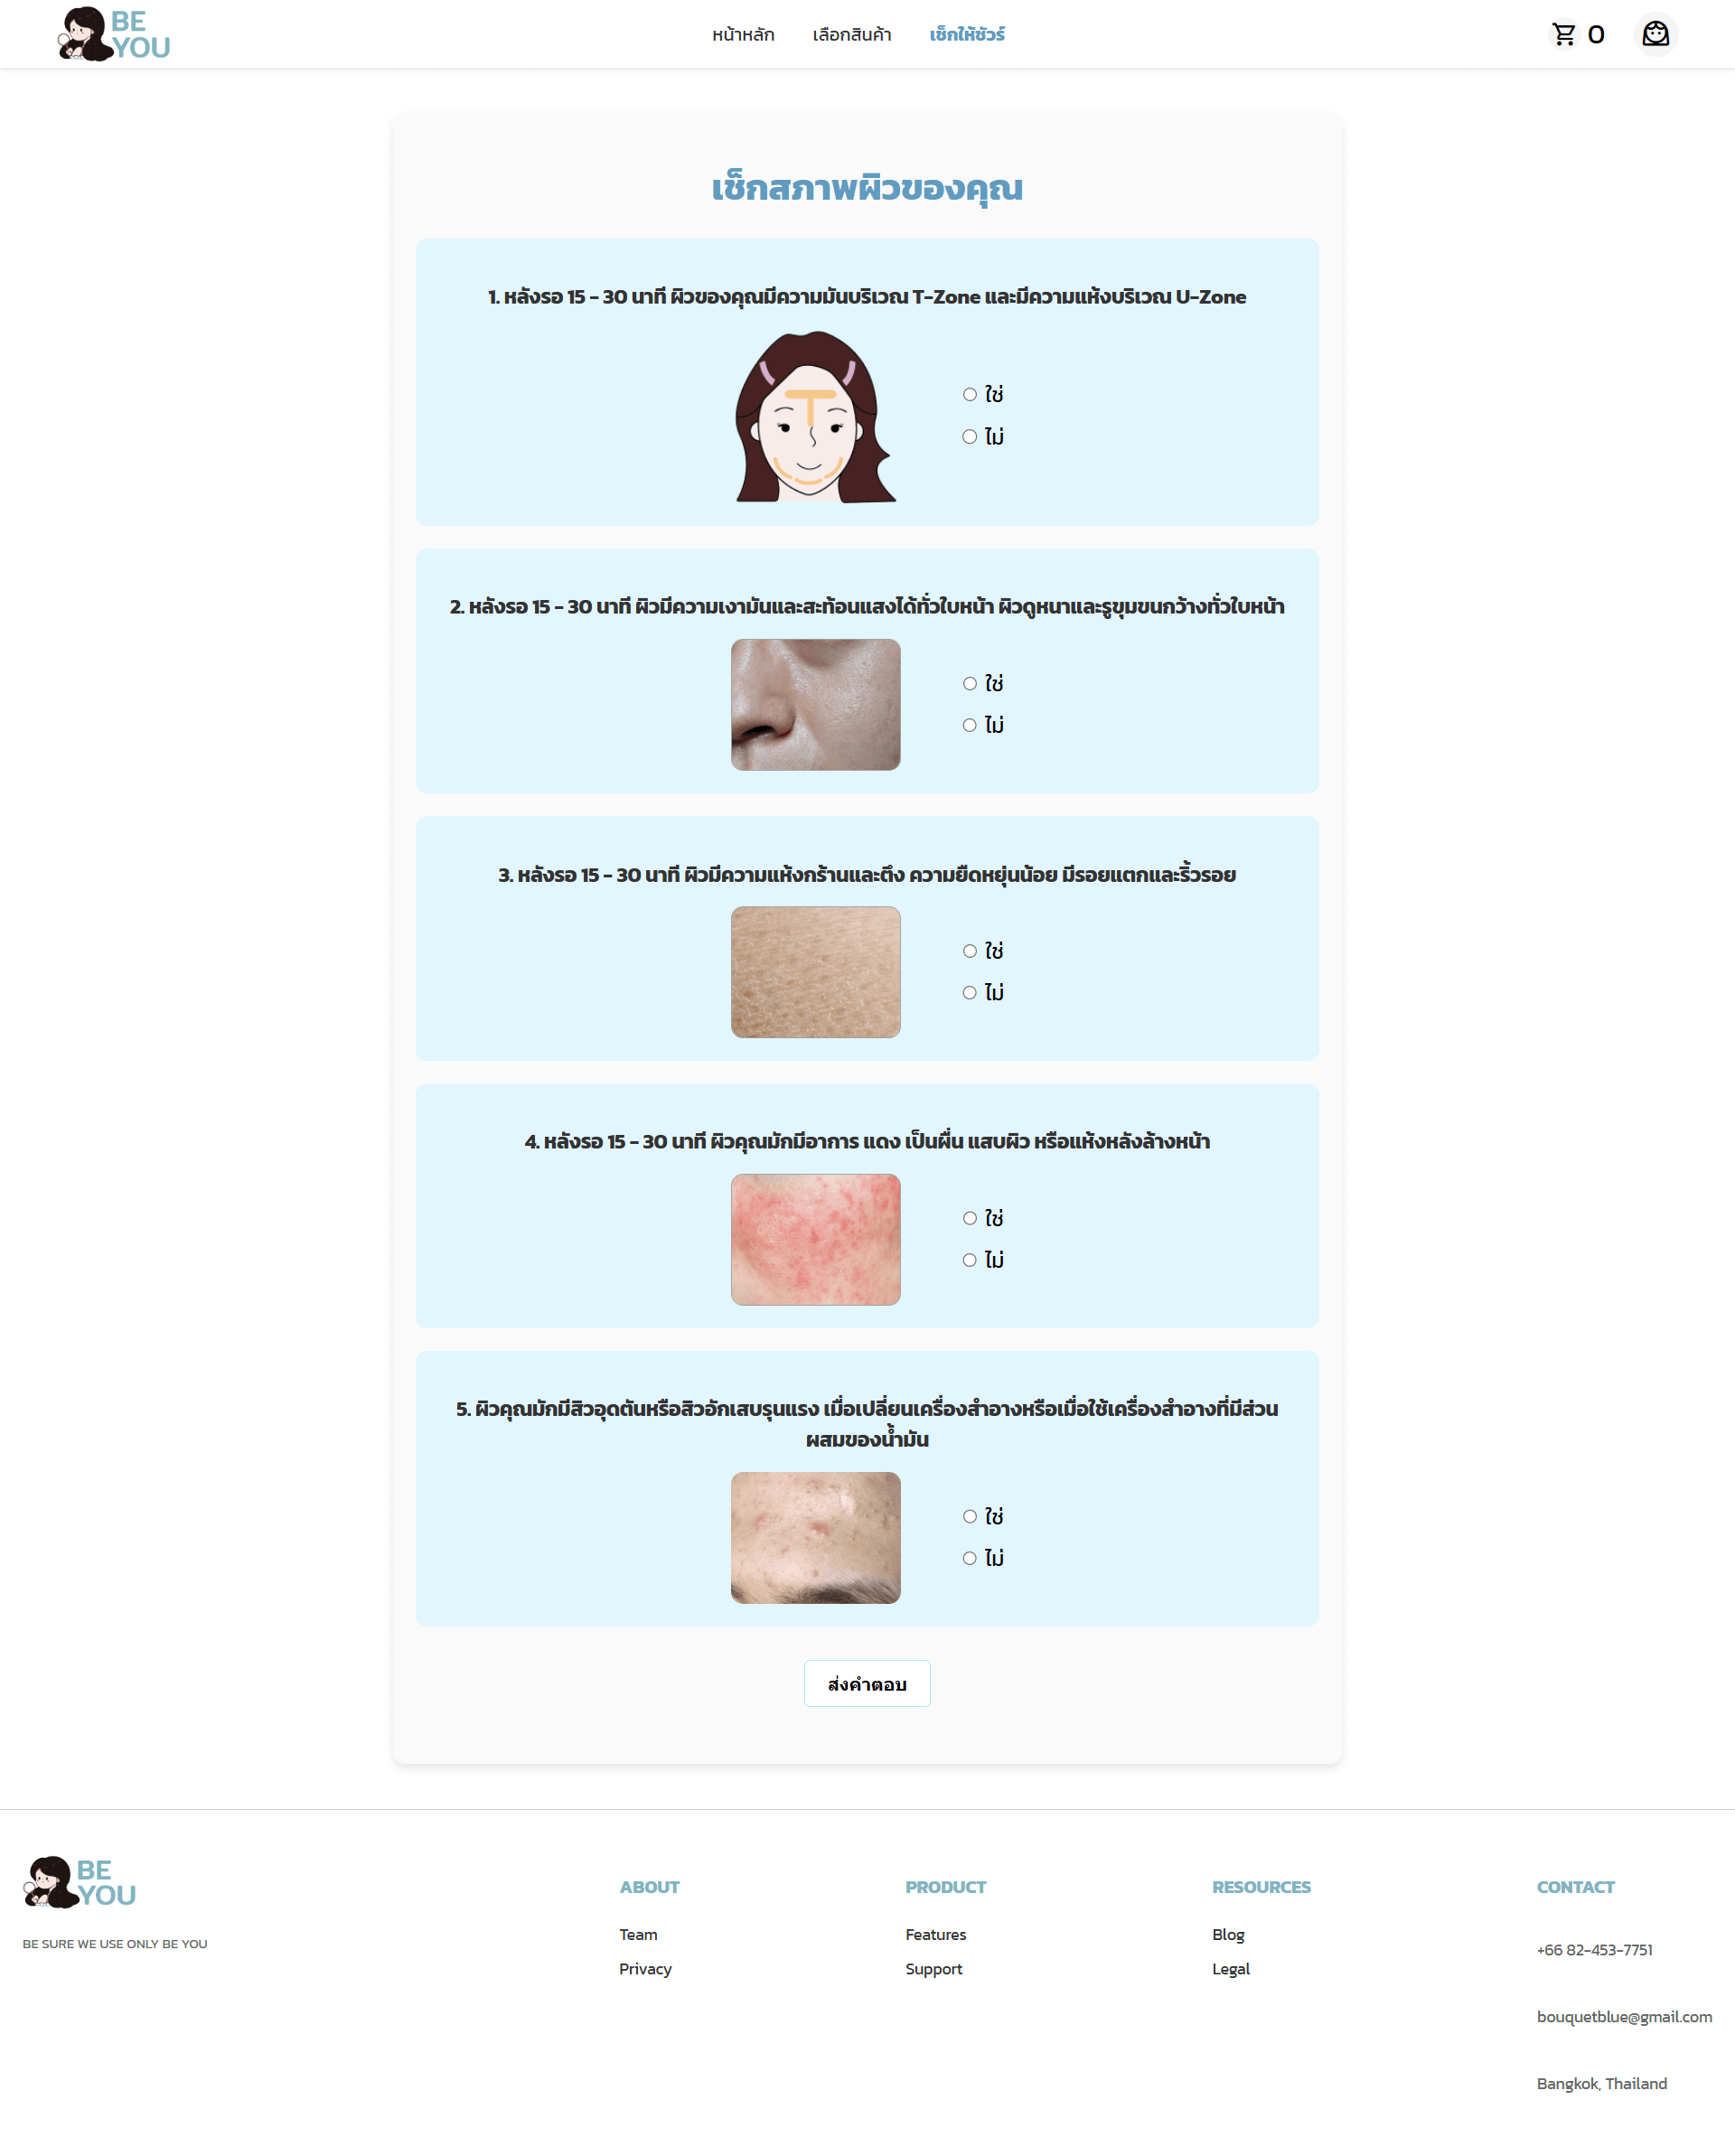 BE
YOU
หน้าหลัก เลือกสินค้า เช็กให้ชัวร์ 0
เช็กสภาพผิวของคุณ
1. หลังรอ 15 - 30 นาที ผิวของคุณมีความมันบริเวณ T-Zone และมีความแห้งบริเวณ U-Zone
T
ใช่
ไม่
2. หลังรอ 15 - 30 นาที ผิวมีความเงามันและสะท้อนแสงได้ทั่วใบหน้า ผิวดูหนาและรูขุมขนกว้างทั่วใบหน้า
ใช่
ไม่
3. หลังรอ 15 - 30 นาที ผิวมีความแห้งกร้านและตึง ความยืดหยุ่นน้อย มีรอยแตกและริ้วรอย
ใช่
ไม่
4. หลังรอ 15 - 30 นาที ผิวคุณมักมีอาการ แดง เป็นผื่น แสบผิว หรือแห้งหลังล้างหน้า
ใช่
ไม่
5. ผิวคุณมักมีสิวอุดตันหรือสิวอักเสบรุนแรง เมื่อเปลี่ยนเครื่องสำอางหรือเมื่อใช้เครื่องสำอางที่มีส่วน
ผสมของน้ำมัน
ใช่
ไม่
ส่งคำตอบ
BE
YOU
BE SURE WE USE ONLY BE YOU
ABOUT
Team
Privacy
PRODUCT
Features
Support
RESOURCES
Blog
Legal
CONTACT
+66 82-453-7751
bouquetblue@gmail.com
Bangkok, Thailand